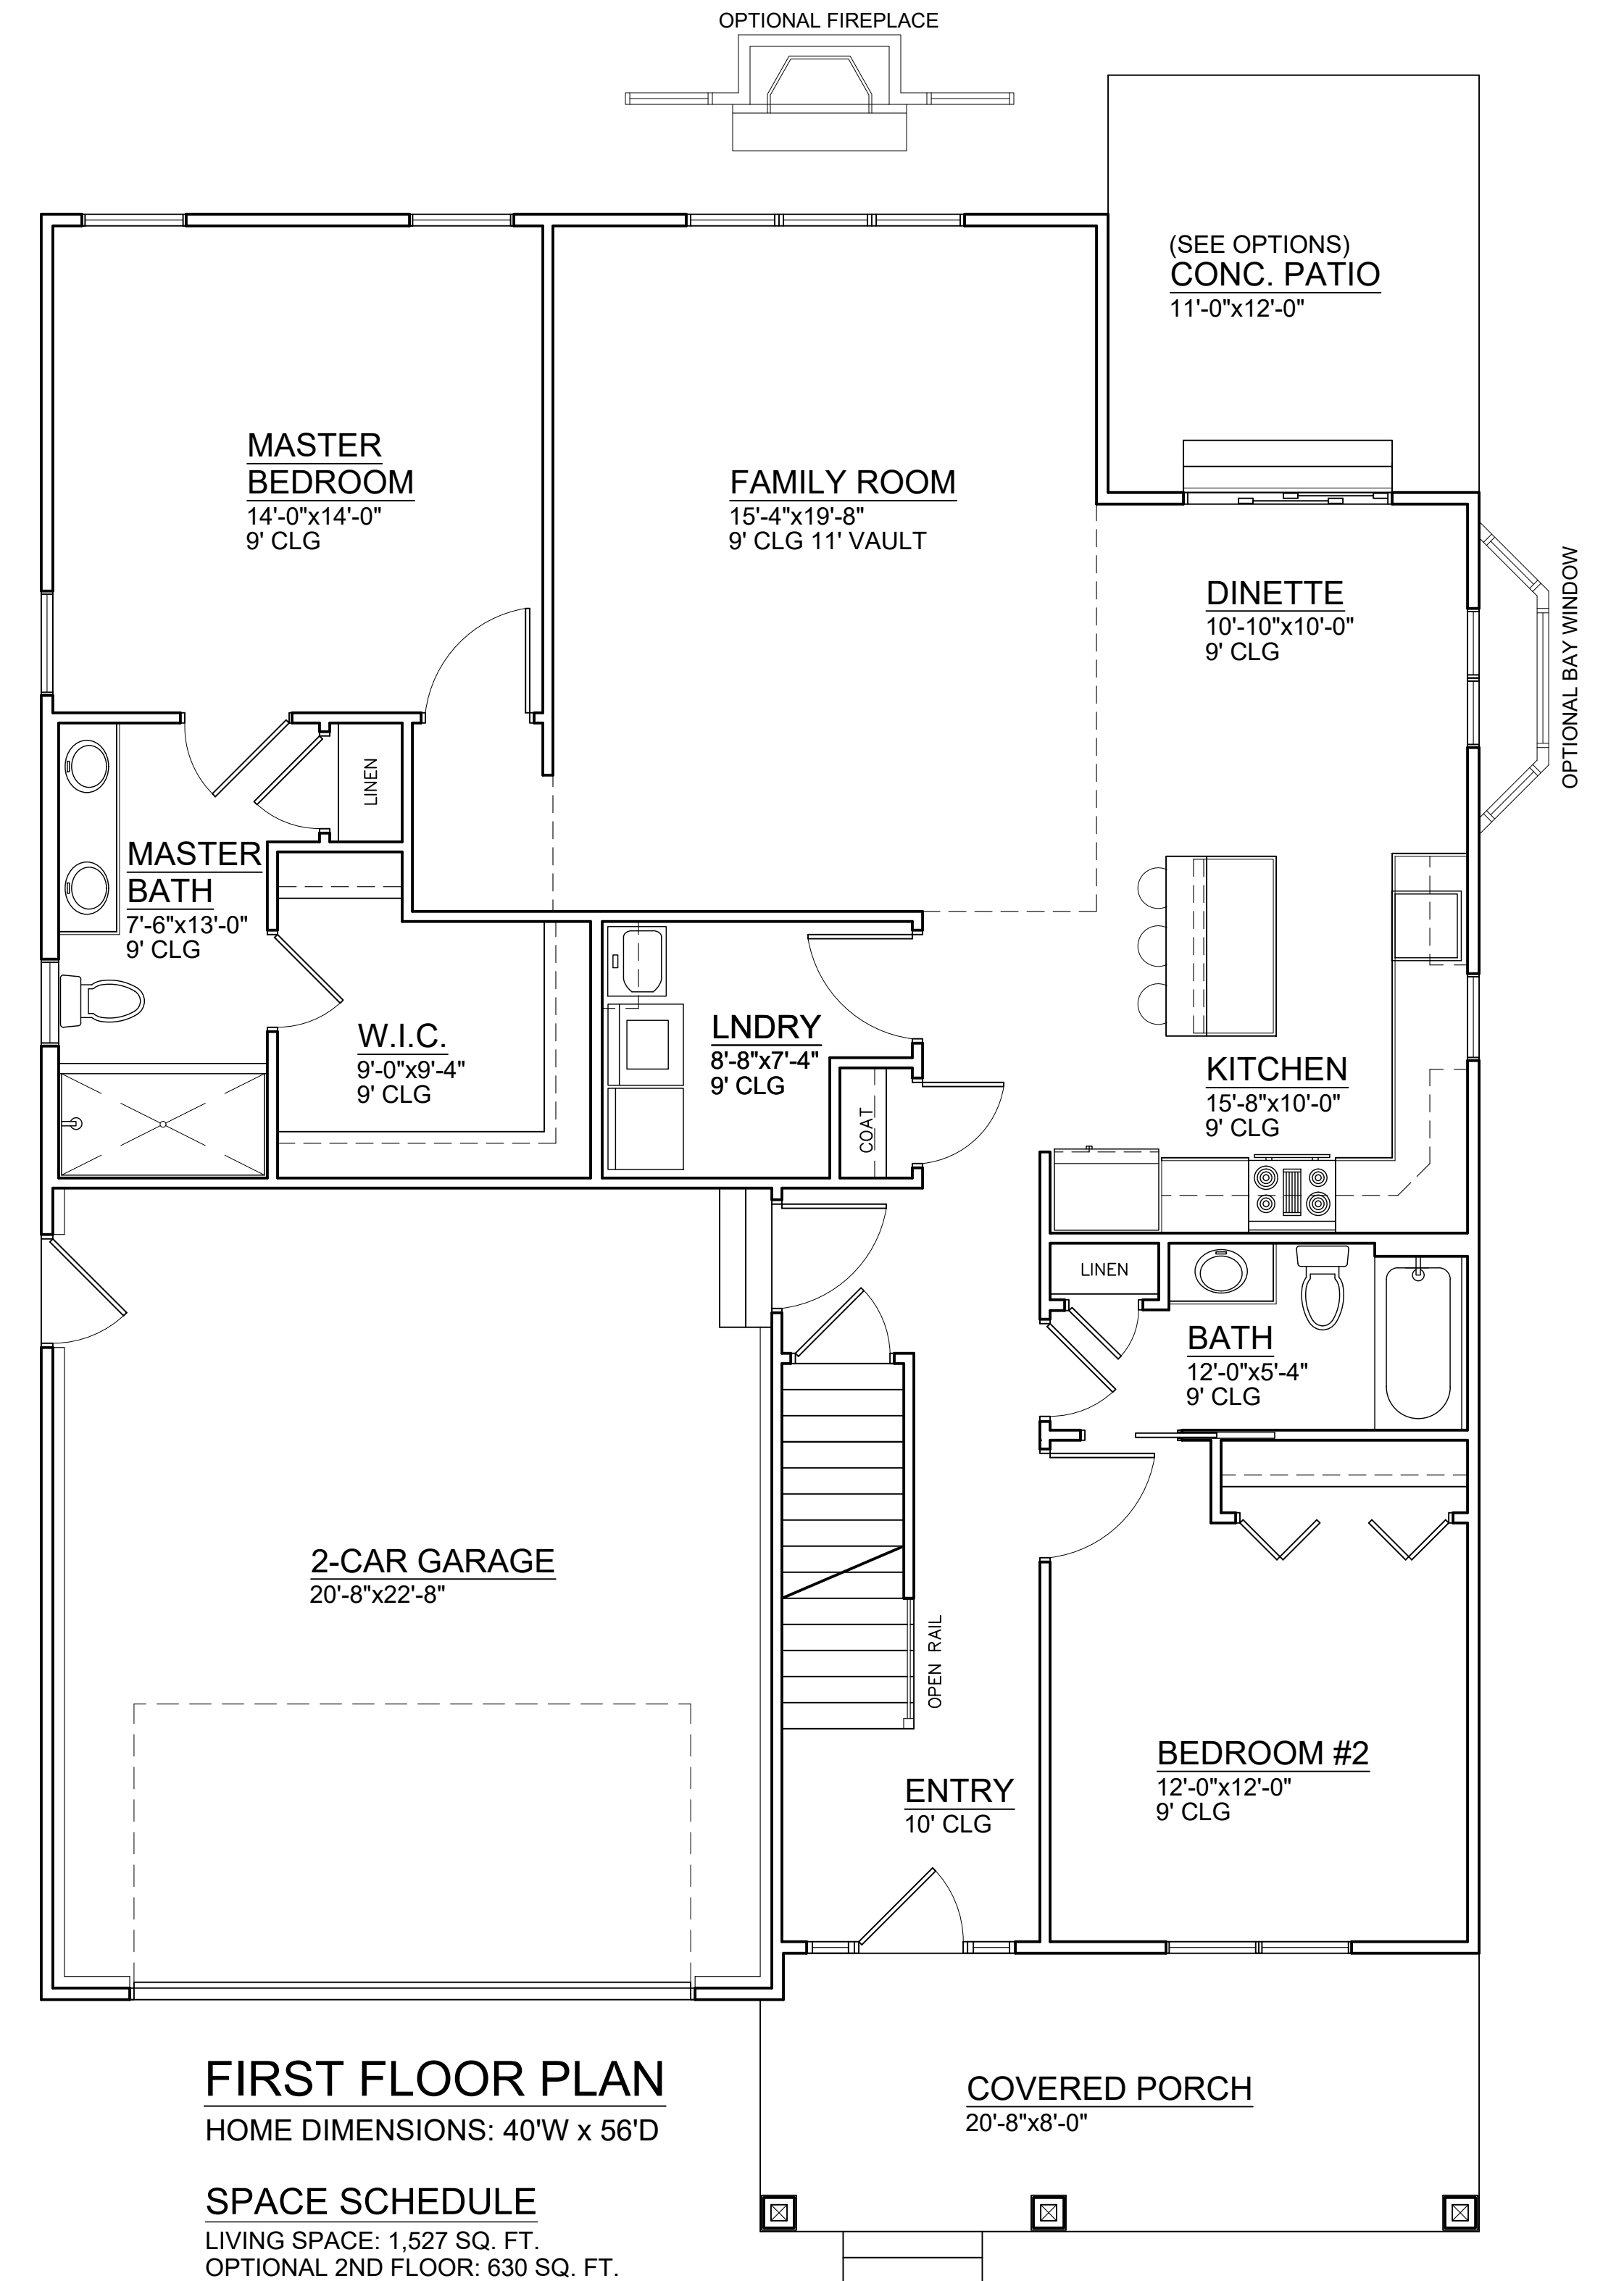 OPTIONAL FIREPLACE
(SEE OPTIONS)
CONC. PATIO
11'-0"x12'-0"
MASTER
BEDROOM
14'-0"x14'-0"
9' CLG
FAMILY ROOM
15'-4"x19'-8"
9' CLG 11' VAULT
DINETTE
10'-10"x10'-0"
9' CLG
OPTIONAL BAY WINDOW
LINEN
MASTER
BATH
7'-6"x13'-0"
9' CLG
W.I.C.
9'-0"x9'-4"
9' CLG
LNDRY
8'-8"x7'-4"
9' CLG
COAT
KITCHEN
15'-8"x10'-0"
9' CLG
LINEN
BATH
12'-0"x5'-4"
9' CLG
2-CAR GARAGE
20'-8"x22'-8"
OPEN RAIL
BEDROOM #2
12'-0"x12'-0"
9' CLG
ENTRY
10' CLG
FIRST FLOOR PLAN
HOME DIMENSIONS: 40'W x 56'D
COVERED PORCH
20'-8"x8'-0"
SPACE SCHEDULE
LIVING SPACE: 1,527 SQ. FT.
OPTIONAL 2ND FLOOR: 630 SQ. FT.